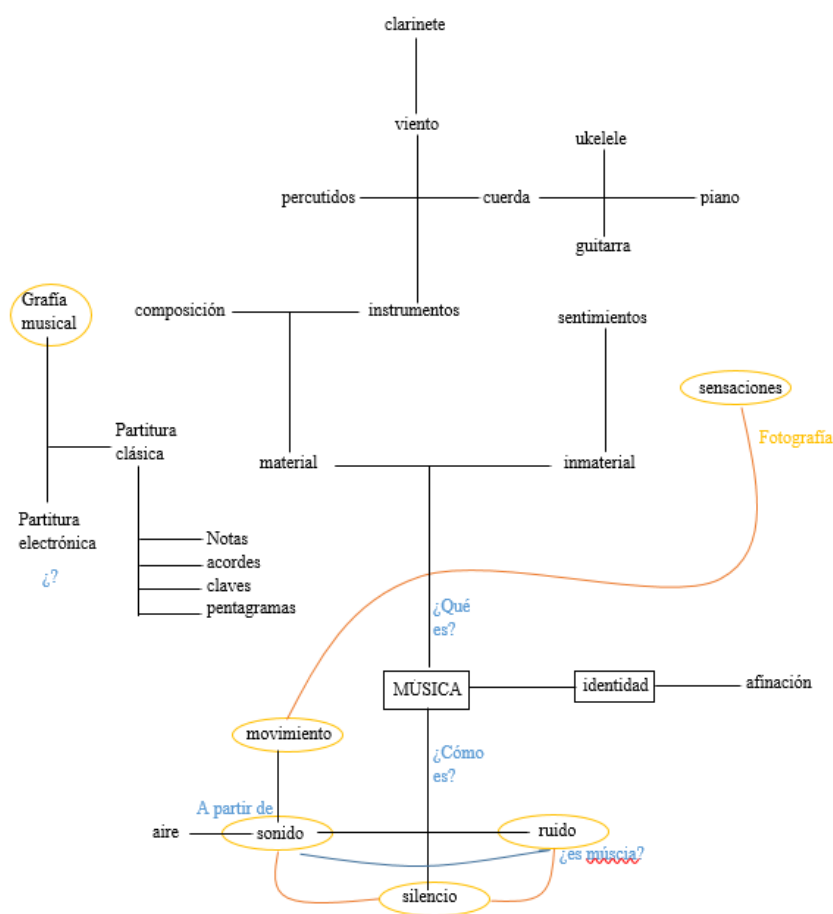 clarinete
viento
ukelele
percutidos
cuerda
piano
guitarra
Grafía
musical
composición
instrumentos
sentimientos
sensaciones
Partitura
clásica
Fotografía
material
inmaterial
Partitura
electrónica
Notas
acordes
¿?
claves
pentagramas
¿Qué
es?
MÚSICA
identidad
afinación
movimiento
¿Cómo
es?
A partir de
aire
sonido
ruido
¿es múscia?
silencio